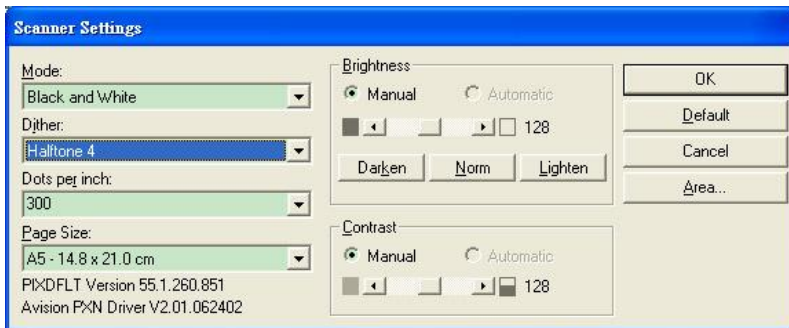 Scanner Settings
Mode:
Black and White
Dither:
Halftone 4
Dots per inch:
300
Page Size:
A5 - 14.8 x 21.0 cm
PIXDFLT Version 55.1.260.851
Avision PXN Driver V2.01.062402
Brightness
Manual Automatic
128
Darken Norm Lighten
Contrast
Manual Automatic
128
OK
Default
Cancel
Area...